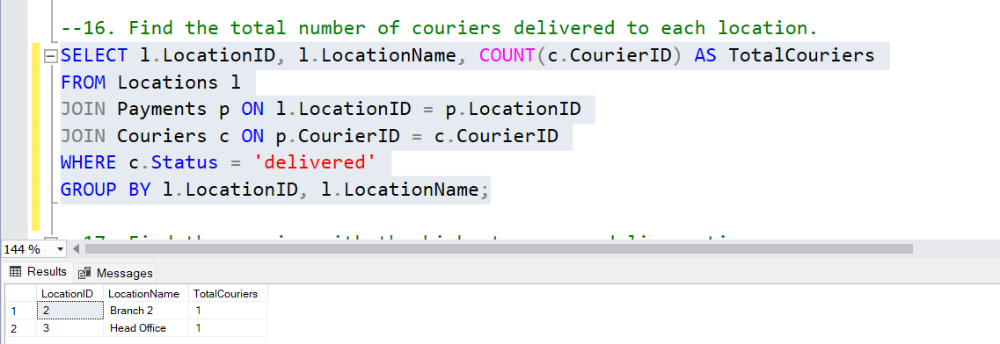 --16. Find the total number of couriers delivered to each location.
SELECT l.LocationID, l.LocationName, COUNT(c.CourierID) AS TotalCouriers
FROM Locations l
JOIN Payments p ON l.LocationID = p.LocationID
JOIN Couriers c ON p.CourierID = c.CourierID
WHERE c.Status = 'delivered'
GROUP BY l.LocationID, l.LocationName;
144 %
Results Messages
LocationID LocationName TotalCouriers
1 2 Branch 2 1
2 3 Head Office 1